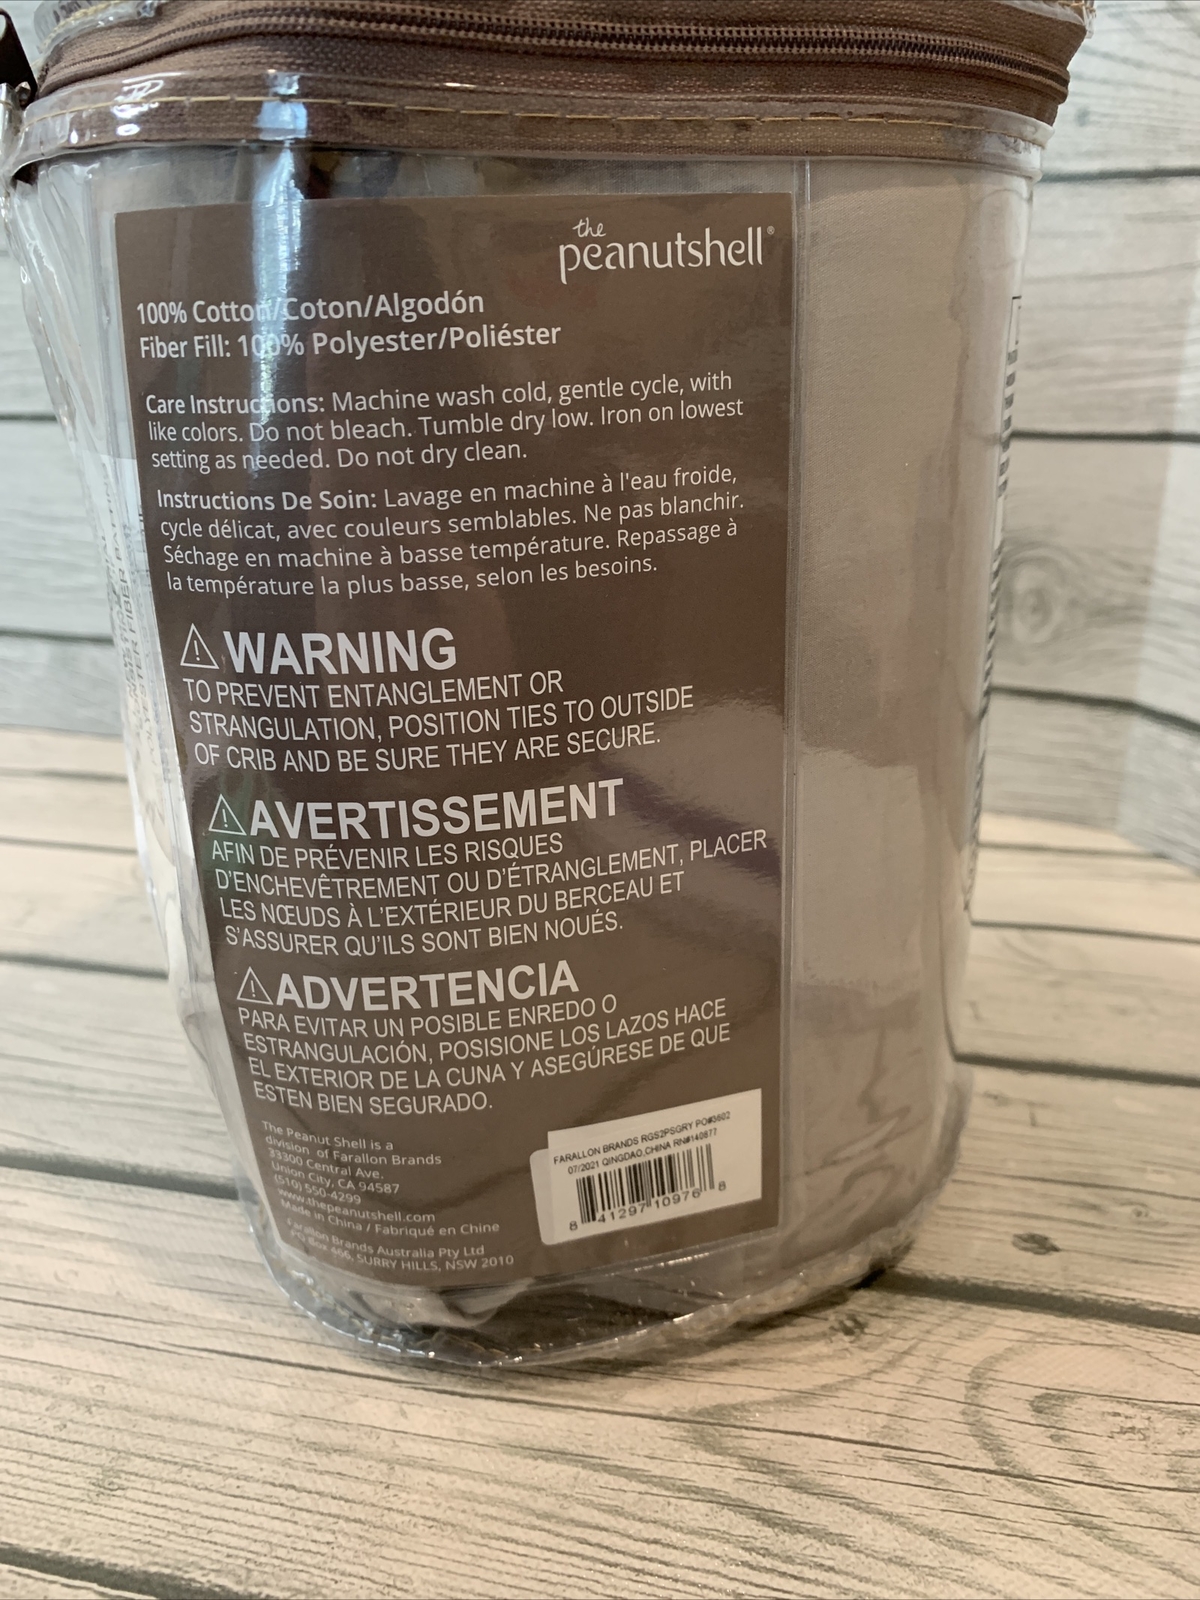 the
peanutshell®
100% Cotton/Coton/Algodón
Fiber Fill: 100% Polyester/Poliéster
Care Instructions: Machine wash cold, gentle cycle, with
like colors. Do not bleach. Tumble dry low. Iron on lowest
setting as needed. Do not dry clean.
Instructions De Soin: Lavage en machine à l'eau froide,
cycle délicat, avec couleurs semblables. Ne pas blanchir.
Séchage en machine à basse température. Repassage à
la température la plus basse, selon les besoins.
⚠WARNING
TO PREVENT ENTANGLEMENT OR
STRANGULATION, POSITION TIES TO OUTSIDE
OF CRIB AND BE SURE THEY ARE SECURE.
⚠AVERTISSEMENT
AFIN DE PRÉVENIR LES RISQUES
D'ENCHEVÊTREMENT OU D'ÉTRANGLEMENT, PLACER
LES NŒUDS À L'EXTÉRIEUR DU BERCEAU ET
S'ASSURER QU'ILS SONT BIEN NOUÉS.
⚠ADVERTENCIA
PARA EVITAR UN POSIBLE ENREDO O
ESTRANGULACIÓN, POSISIONE LOS LAZOS HACE
EL EXTERIOR DE LA CUNA Y ASEGÚRESE DE QUE
ESTEN BIEN SEGURADO.
The Peanut Shell is a
division of Farallon Brands
33300 Central Ave.
Union City, CA 94587
(510) 550-4299
www.thepeanutshell.com
Made in China / Fabriqué en Chine
Farallon Brands Australia Pty Ltd
PO Box 466, SURRY HILLS, NSW 2010
FARALLON BRANDS RGS2PSGRY PO#3602
07/2021 QINGDAO,CHINA RN#140877
8 41297 10976 8